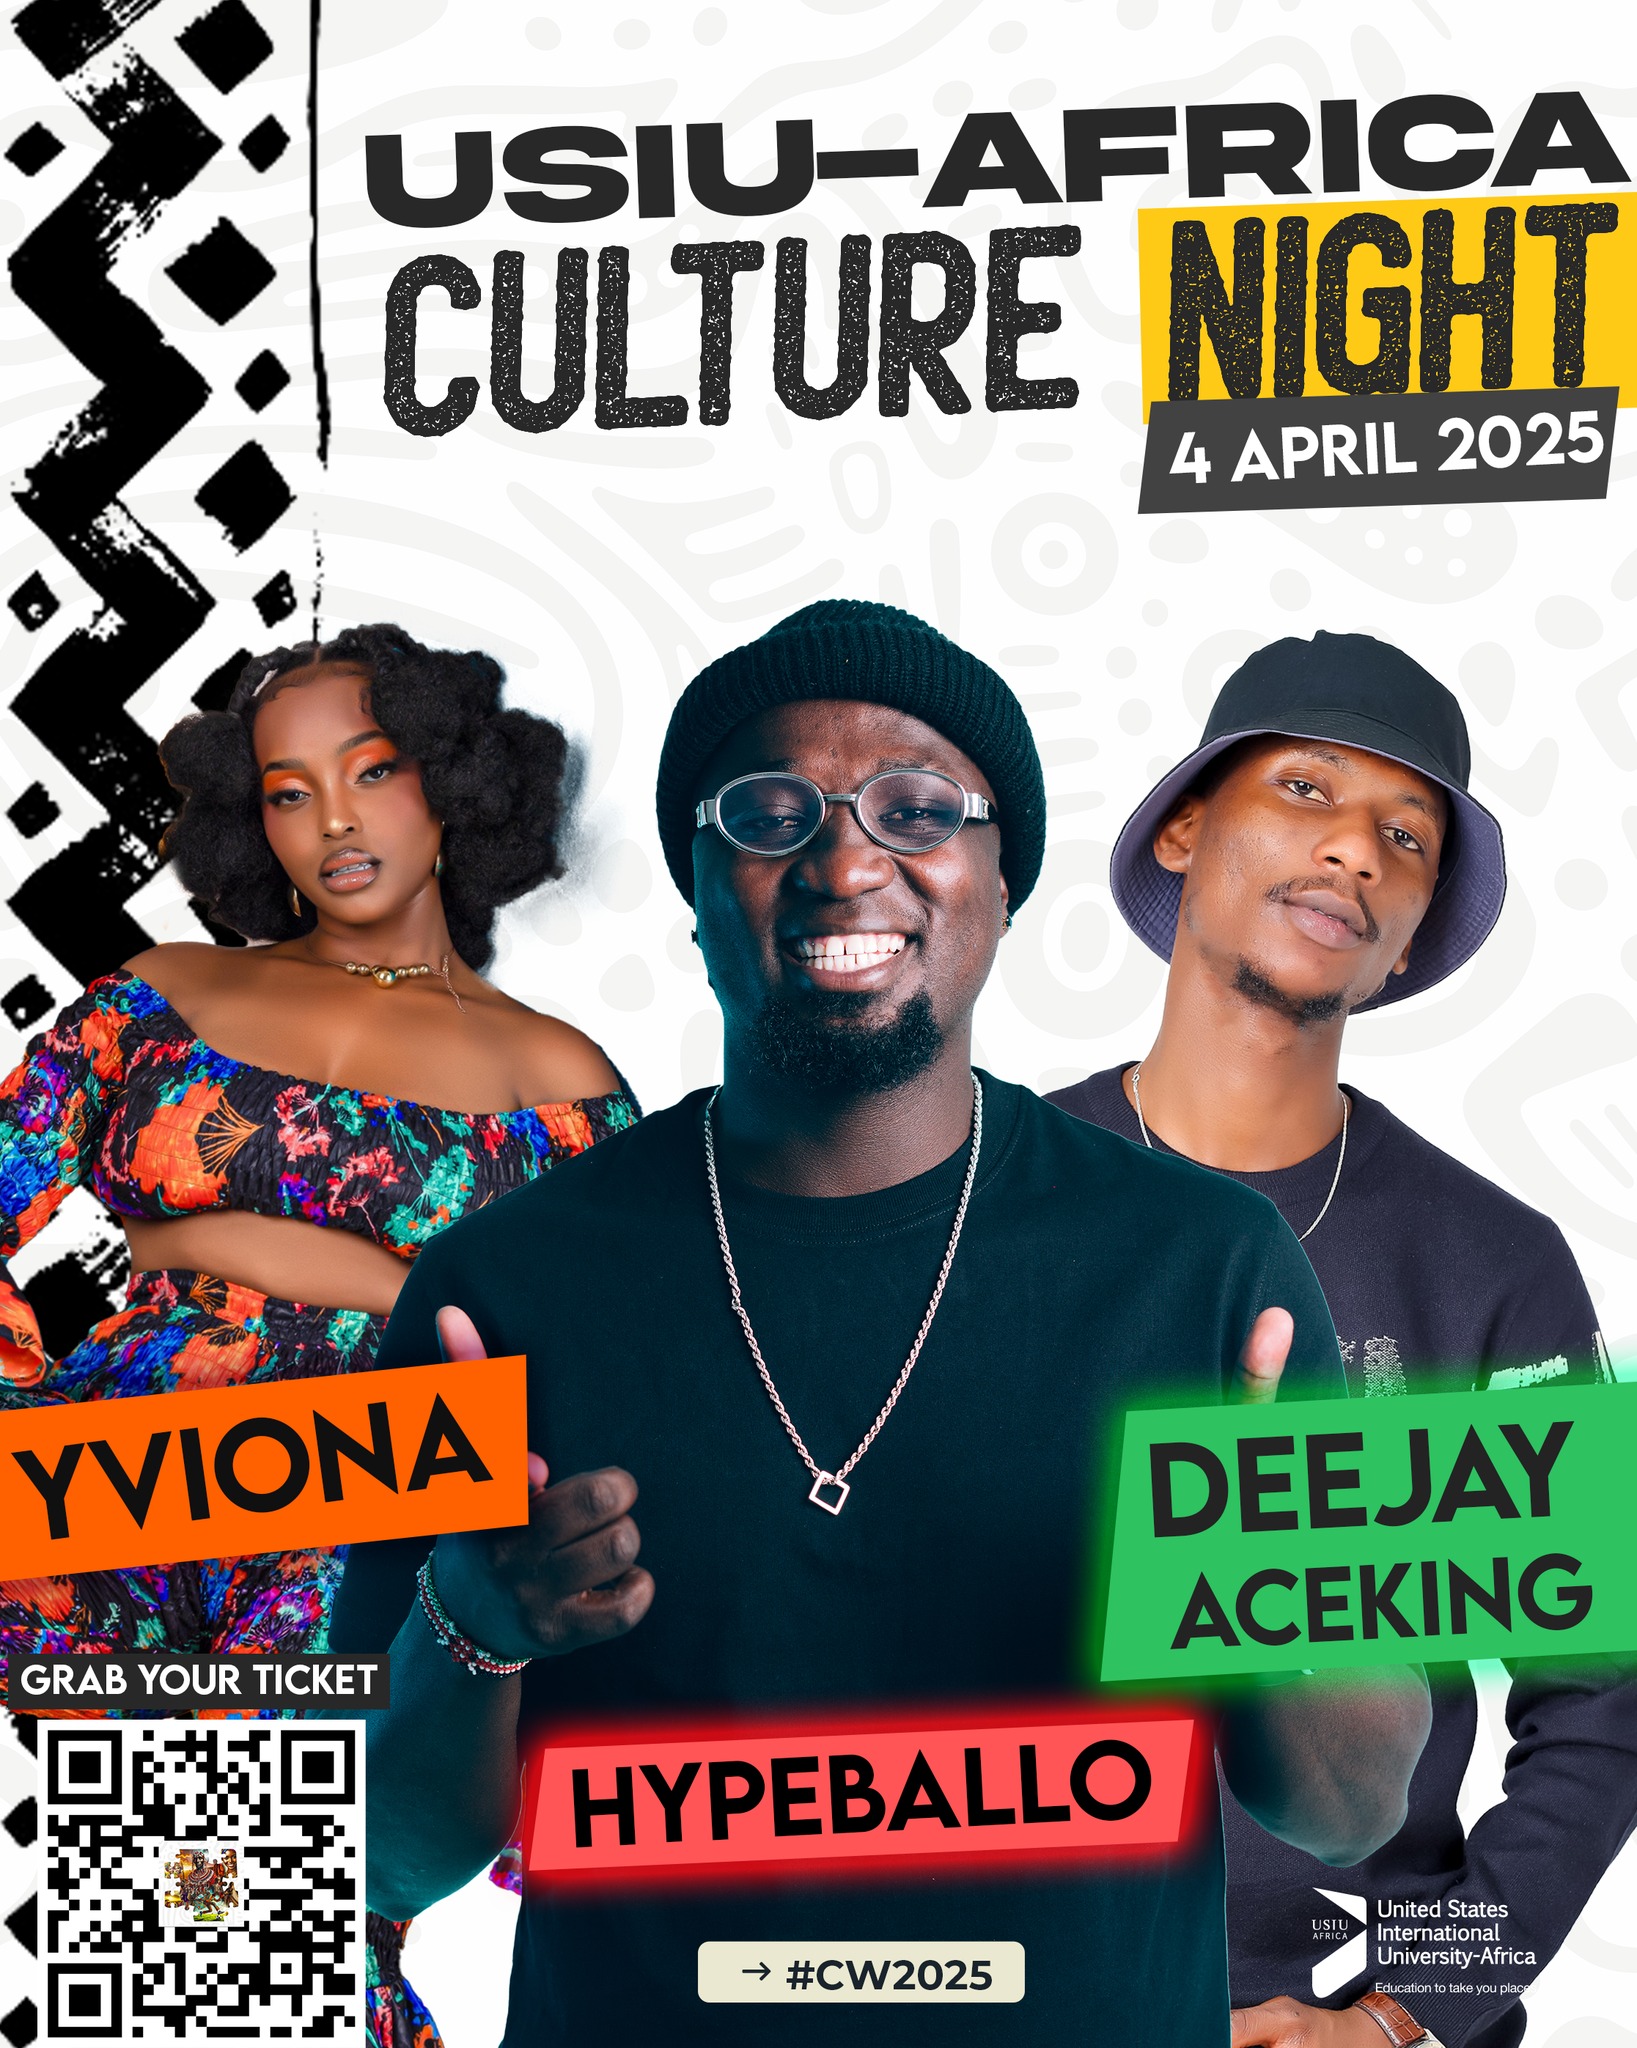 USIU–AFRICA
CULTURE NIGHT
4 APRIL 2025
YVIONA
DEEJAY
ACEKING
GRAB YOUR TICKET
HYPEBALLO
→ #CW2025
USIU
AFRICA
United States
International
University-Africa
Education to take you places